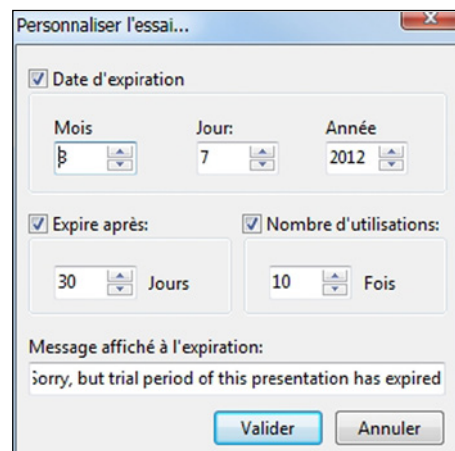 Personnaliser l'essai...
Date d'expiration
Mois Jour: Année
8 7 2012
Expire après: Nombre d'utilisations:
30 Jours 10 Fois
Message affiché à l'expiration:
Sorry, but trial period of this presentation has expired
Valider Annuler